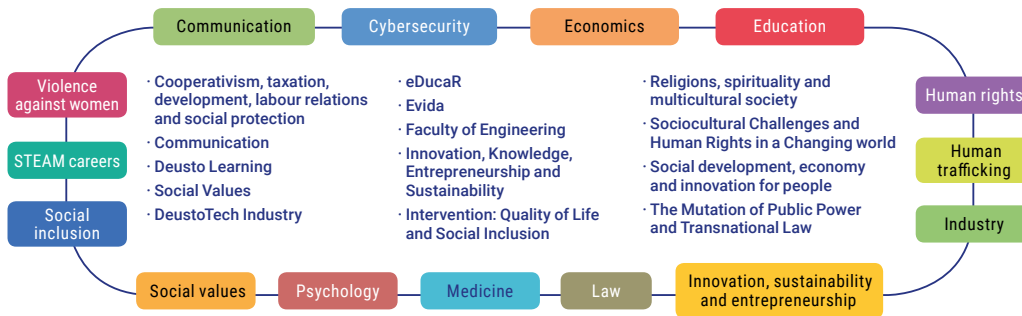 Communication
Cybersecurity
Economics
Education
Violence
against women
STEAM careers
Social
inclusion
· Cooperativism, taxation,
development, labour relations
and social protection
· Communication
· Deusto Learning
· Social Values
· DeustoTech Industry
· eDucaR
· Evida
· Faculty of Engineering
· Innovation, Knowledge,
Entrepreneurship and
Sustainability
· Intervention: Quality of Life
and Social Inclusion
· Religions, spirituality and
multicultural society
· Sociocultural Challenges and
Human Rights in a Changing world
· Social development, economy
and innovation for people
· The Mutation of Public Power
and Transnational Law
Human rights
Human
trafficking
Industry
Social values
Psychology
Medicine
Law
Innovation, sustainability
and entrepreneurship